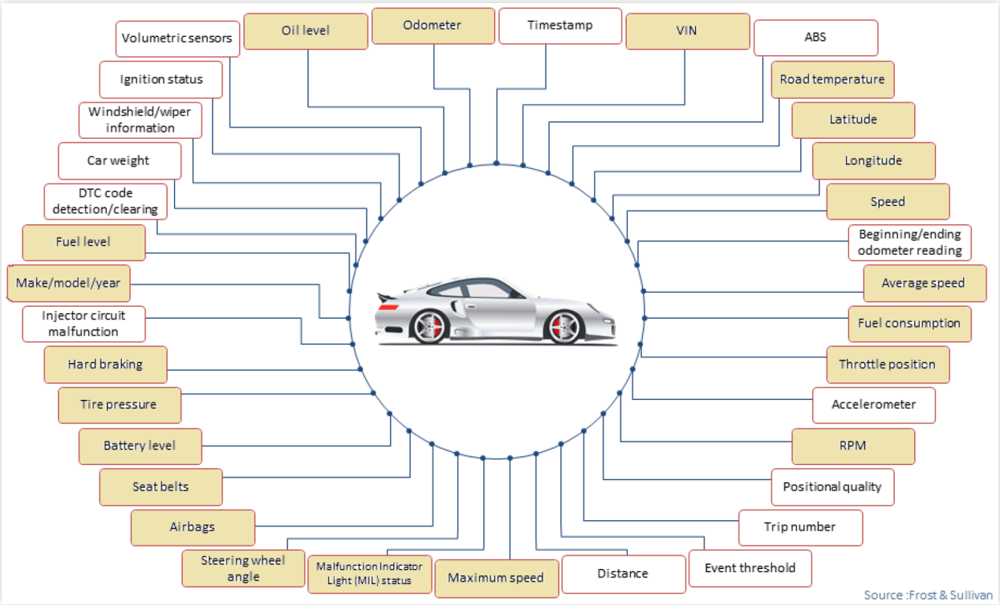 Volumetric sensors
Oil level
Odometer
Timestamp
VIN
ABS
Road temperature
Latitude
Longitude
Speed
Beginning/ending
odometer reading
Average speed
Fuel consumption
Throttle position
Accelerometer
RPM
Positional quality
Trip number
Event threshold
Distance
Maximum speed
Malfunction Indicator
Light (MIL) status
Steering wheel
angle
Airbags
Seat belts
Battery level
Tire pressure
Hard braking
Injector circuit
malfunction
Make/model/year
Fuel level
DTC code
detection/clearing
Car weight
Windshield/wiper
information
Ignition status
Source :Frost & Sullivan